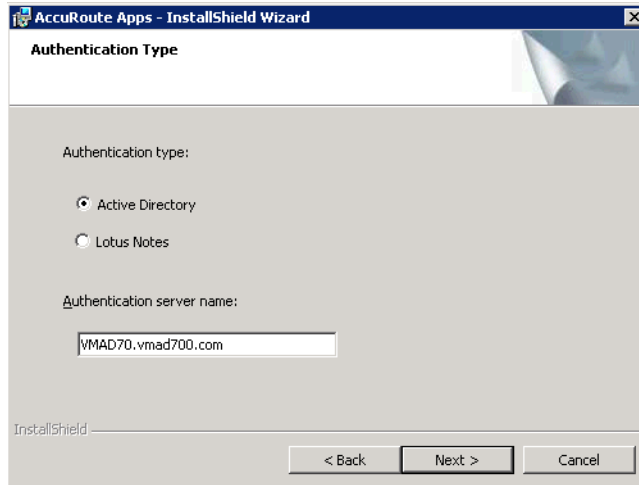 AccuRoute Apps - InstallShield Wizard
Authentication Type
Authentication type:
Active Directory
Lotus Notes
Authentication server name:
VMAD70.vmad700.com
InstallShield
< Back Next > Cancel